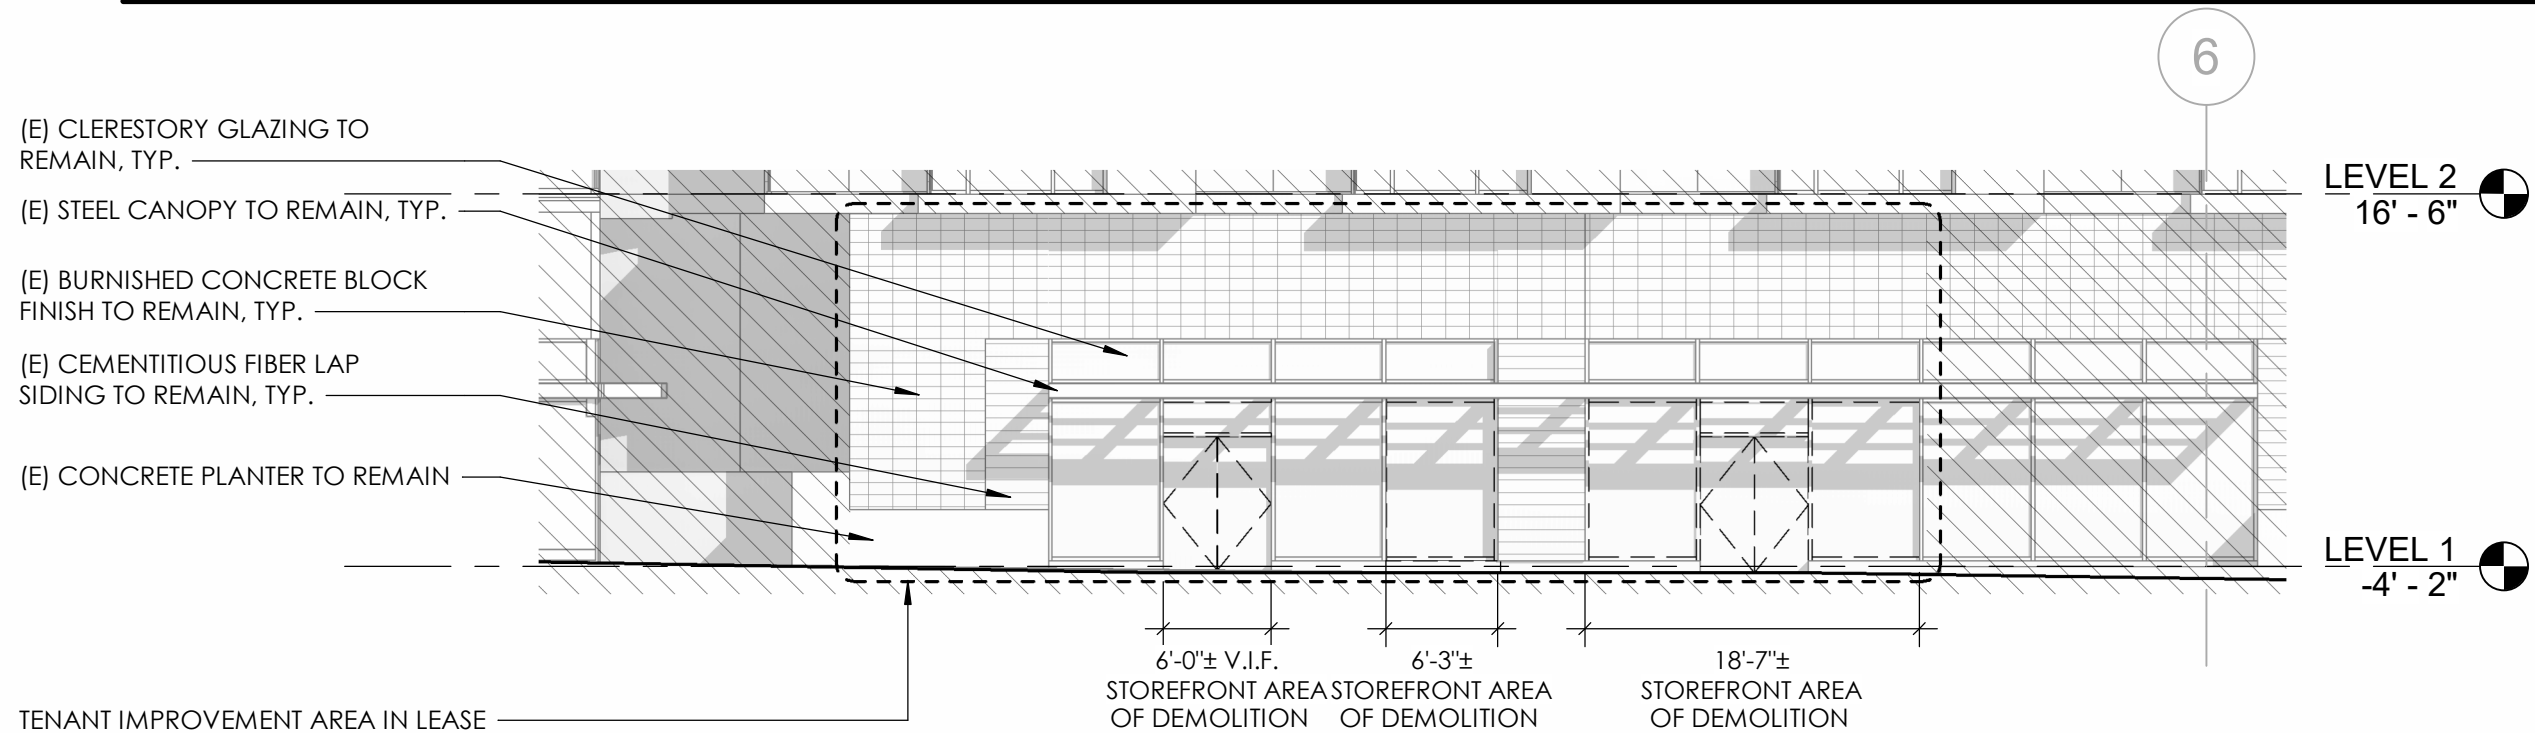 6
(E) CLERESTORY GLAZING TO
REMAIN, TYP.
(E) STEEL CANOPY TO REMAIN, TYP.
(E) BURNISHED CONCRETE BLOCK
FINISH TO REMAIN, TYP.
(E) CEMENTITIOUS FIBER LAP
SIDING TO REMAIN, TYP.
(E) CONCRETE PLANTER TO REMAIN
TENANT IMPROVEMENT AREA IN LEASE
LEVEL 2
16' - 6"
LEVEL 1
-4' - 2"
6'-0"± V.I.F.
STOREFRONT AREA
OF DEMOLITION
6'-3"±
STOREFRONT AREA
OF DEMOLITION
18'-7"±
STOREFRONT AREA
OF DEMOLITION